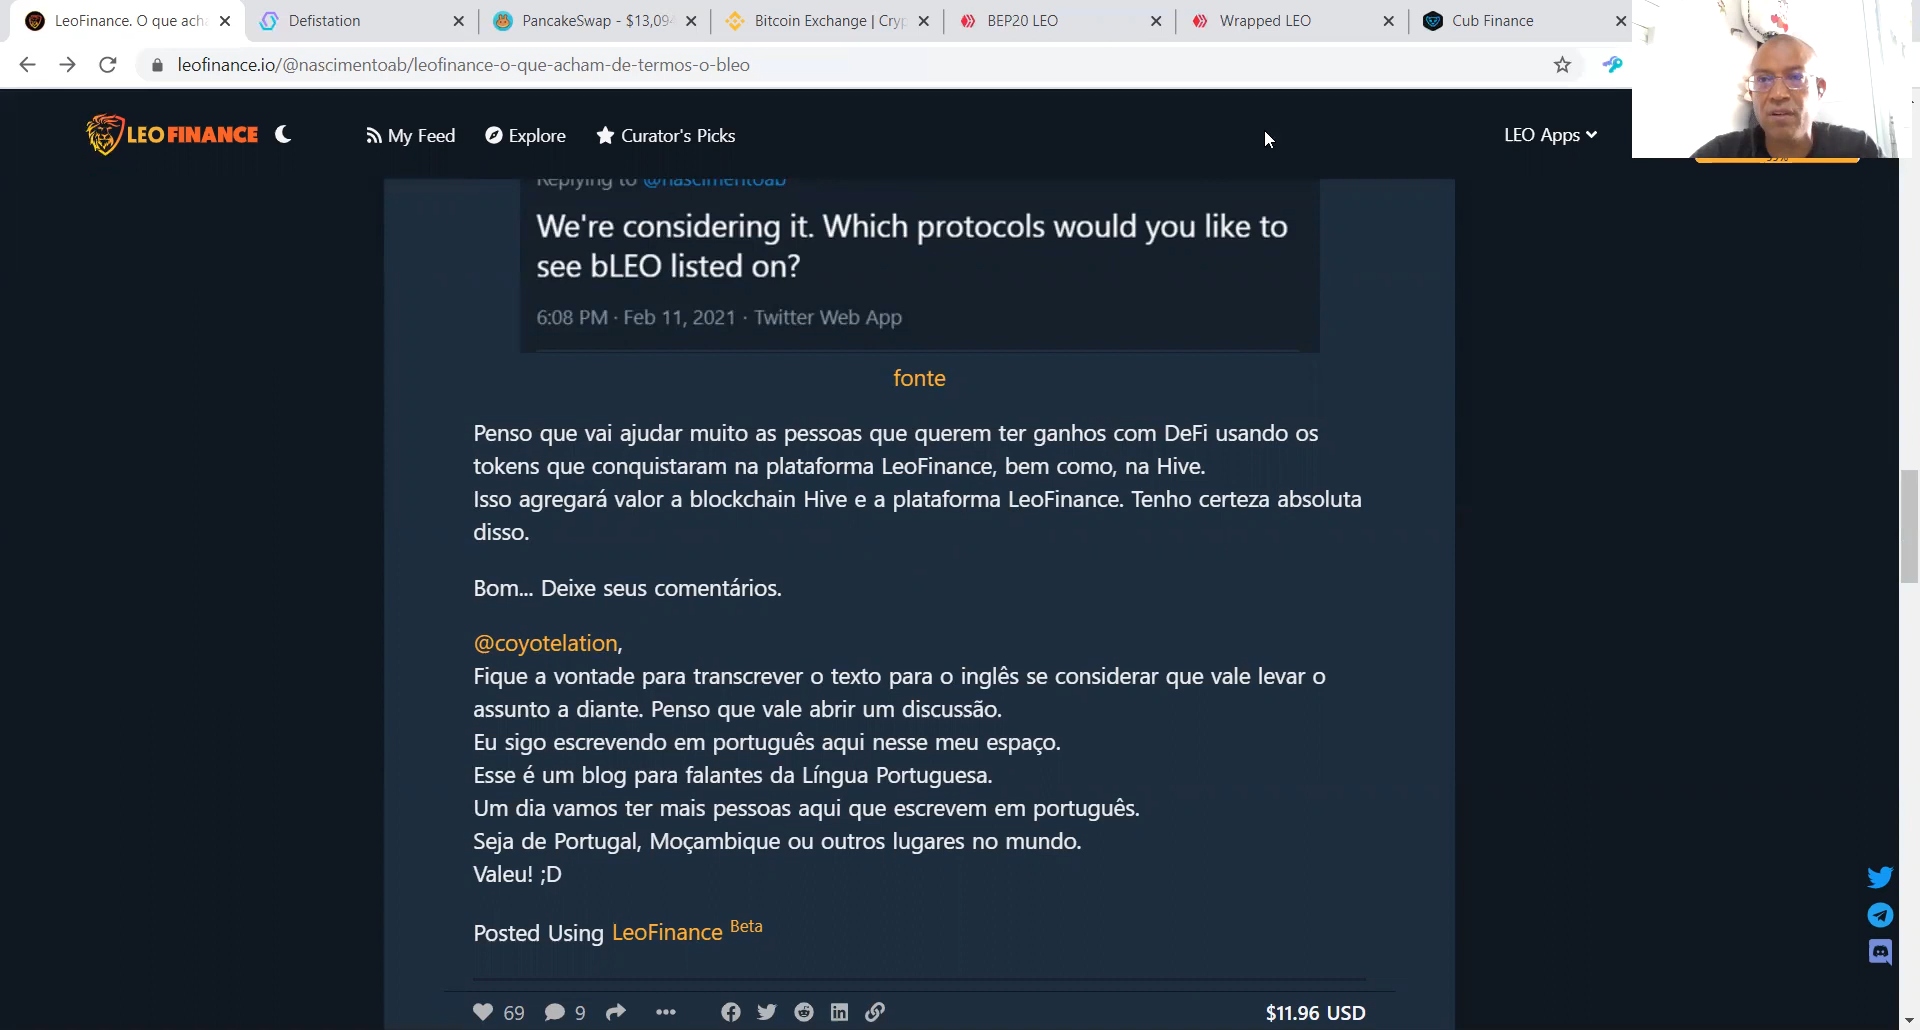 LeoFinance. O que ach
Defistation
PancakeSwap - $13,094
Bitcoin Exchange | Cryp
BEP20 LEO
Wrapped LEO
Cub Finance
leofinance.io/@nascimentoab/leofinance-o-que-acham-de-termos-o-bleo
LEOFINANCE
My Feed
Explore
Curator's Picks
LEO Apps
Replying to @nascimentoab
We're considering it. Which protocols would you like to
see bLEO listed on?
6:08 PM · Feb 11, 2021 · Twitter Web App
fonte
Penso que vai ajudar muito as pessoas que querem ter ganhos com DeFi usando os
tokens que conquistaram na plataforma LeoFinance, bem como, na Hive.
Isso agregará valor a blockchain Hive e a plataforma LeoFinance. Tenho certeza absoluta
disso.
Bom... Deixe seus comentários.
@coyotelation,
Fique a vontade para transcrever o texto para o inglês se considerar que vale levar o
assunto a diante. Penso que vale abrir um discussão.
Eu sigo escrevendo em português aqui nesse meu espaço.
Esse é um blog para falantes da Língua Portuguesa.
Um dia vamos ter mais pessoas aqui que escrevem em português.
Seja de Portugal, Moçambique ou outros lugares no mundo.
Valeu! ;D
Posted Using LeoFinance Beta
69 9 ... $11.96 USD